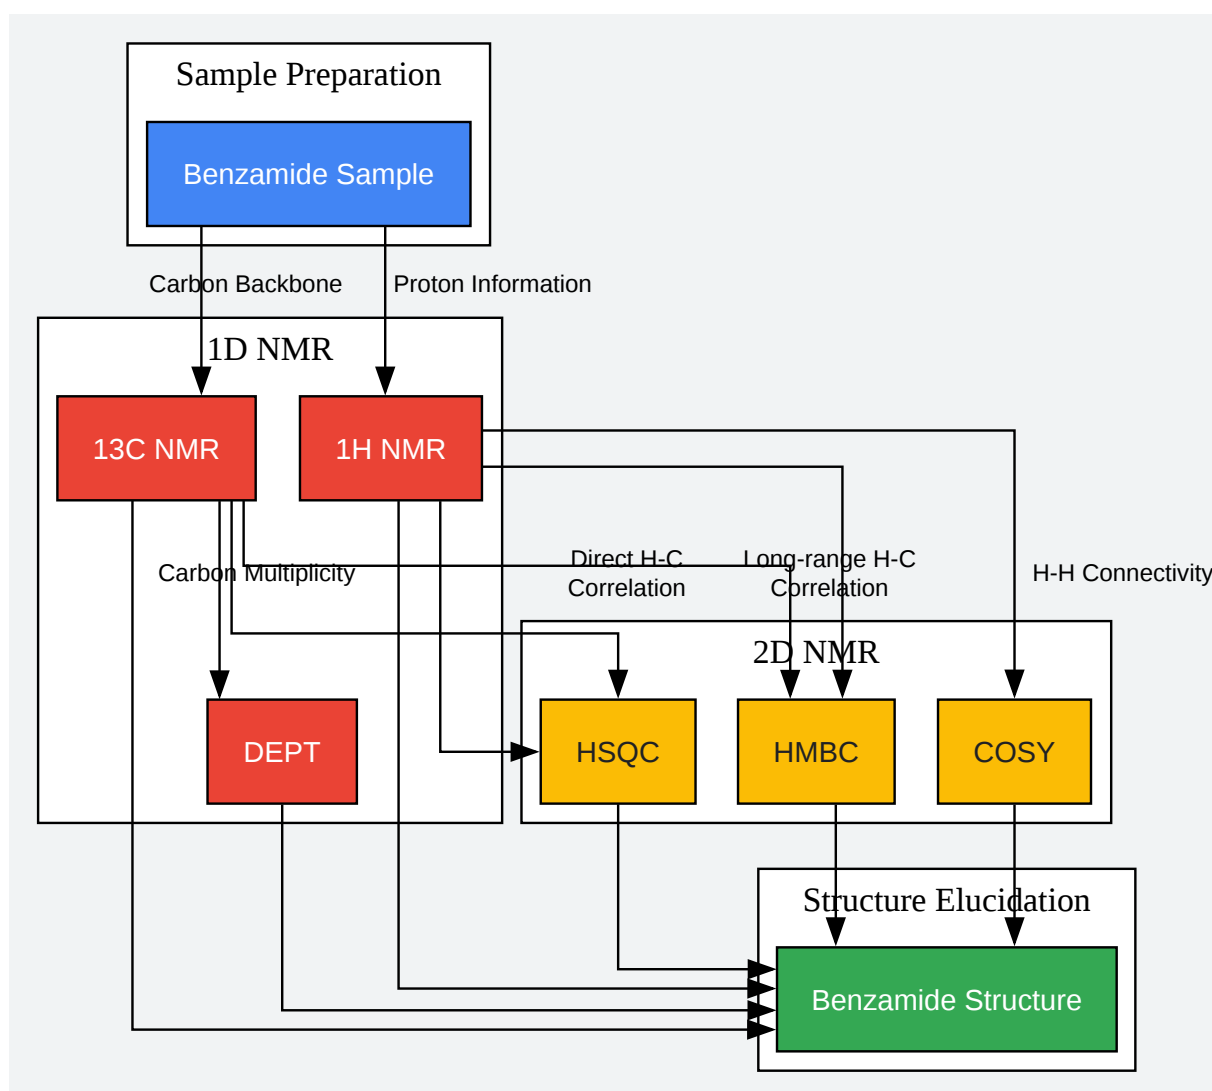 Sample Preparation
Benzamide Sample
Carbon Backbone
Proton Information
1D NMR
13C NMR
1H NMR
Carbon Multiplicity
Direct H-C
Correlation
Long-range H-C
Correlation
H-H Connectivity
2D NMR
DEPT
HSQC
HMBC
COSY
Structure Elucidation
Benzamide Structure